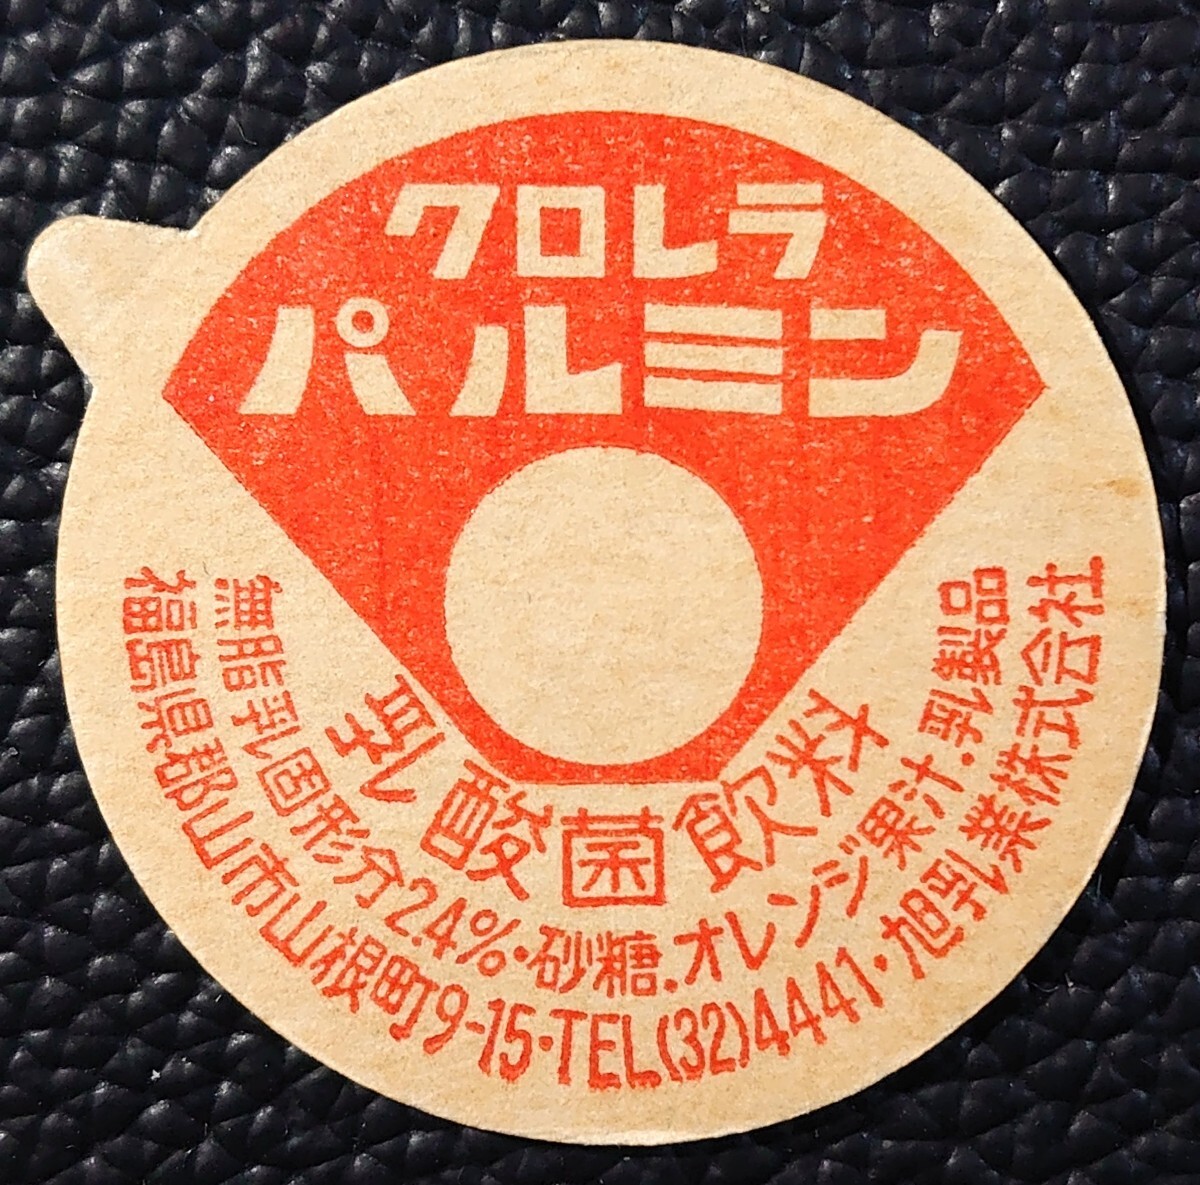 クロレラ
パルミン
乳酸菌飲料
無脂乳固形分2.4%・砂糖.オレンジ果汁.乳製品
福島県郡山市山根町9-15・TEL(32)4441・旭乳業株式会社